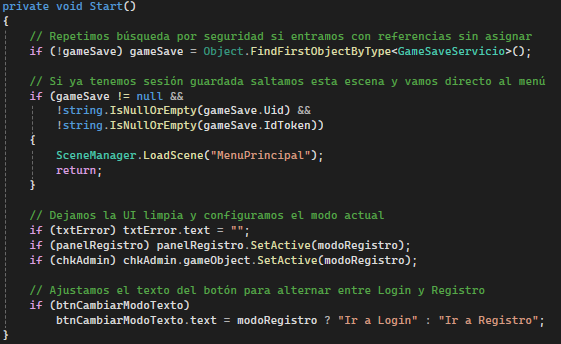 private void Start()
{
// Repetimos búsqueda por seguridad si entramos con referencias sin asignar
if (!gameSave) gameSave = Object.FindFirstObjectByType<GameSaveServicio>();
// Si ya tenemos sesión guardada saltamos esta escena y vamos directo al menú
if (gameSave != null &&
!string.IsNullOrEmpty(gameSave.Uid) &&
!string.IsNullOrEmpty(gameSave.IdToken))
{
SceneManager.LoadScene("MenuPrincipal");
return;
}
// Dejamos la UI limpia y configuramos el modo actual
if (txtError) txtError.text = "";
if (panelRegistro) panelRegistro.SetActive(modoRegistro);
if (chkAdmin) chkAdmin.gameObject.SetActive(modoRegistro);
// Ajustamos el texto del botón para alternar entre Login y Registro
if (btnCambiarModoTexto)
btnCambiarModoTexto.text = modoRegistro ? "Ir a Login" : "Ir a Registro";
}